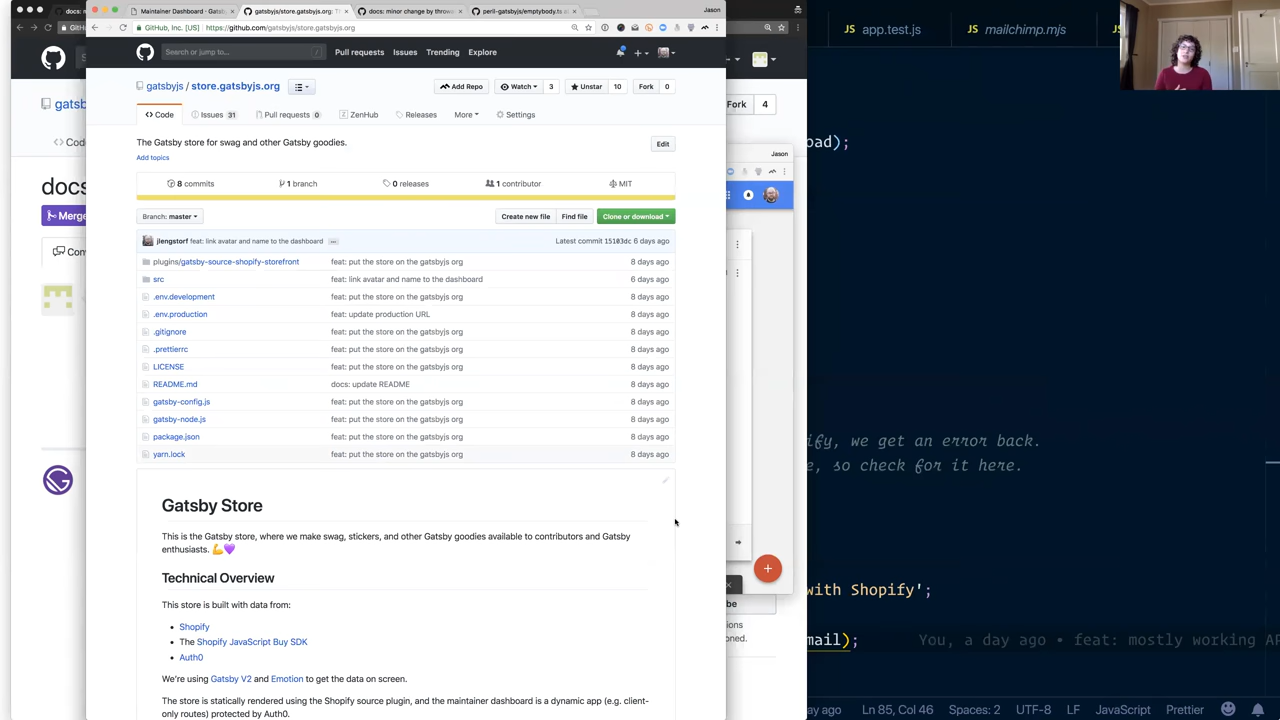 docs: m
Maintainer Dashboard · Gatsb
gatsbyjs/store.gatsbyjs.org: T
docs: minor change by throw
peril-gatsbyjs/emptybody.ts a
Jason
GitHub, Inc. [US] https://github.com/gatsbyjs/store.gatsbyjs.org
Search or jump to... /
Pull requests Issues Trending Explore
gatsbyjs / store.gatsbyjs.org
Add Repo Watch 3 Unstar 10 Fork 0
Code Issues 31 Pull requests 0 ZenHub Releases More Settings
The Gatsby store for swag and other Gatsby goodies.
Edit
Add topics
8 commits 1 branch 0 releases 1 contributor MIT
Branch: master
Create new file Find file Clone or download
jlengstorf feat: link avatar and name to the dashboard ... Latest commit 15103dc 6 days ago
plugins/gatsby-source-shopify-storefront feat: put the store on the gatsbyjs org 8 days ago
src feat: link avatar and name to the dashboard 6 days ago
.env.development feat: put the store on the gatsbyjs org 8 days ago
.env.production feat: update production URL 8 days ago
.gitignore feat: put the store on the gatsbyjs org 8 days ago
.prettierrc feat: put the store on the gatsbyjs org 8 days ago
LICENSE feat: put the store on the gatsbyjs org 8 days ago
README.md docs: update README 8 days ago
gatsby-config.js feat: put the store on the gatsbyjs org 8 days ago
gatsby-node.js feat: put the store on the gatsbyjs org 8 days ago
package.json feat: put the store on the gatsbyjs org 8 days ago
yarn.lock feat: put the store on the gatsbyjs org 8 days ago
Gatsby Store
This is the Gatsby store, where we make swag, stickers, and other Gatsby goodies available to contributors and Gatsby
enthusiasts. 💪💜
Technical Overview
This store is built with data from:
• Shopify
• The Shopify JavaScript Buy SDK
• Auth0
We're using Gatsby V2 and Emotion to get the data on screen.
The store is statically rendered using the Shopify source plugin, and the maintainer dashboard is a dynamic app (e.g. client-
only routes) protected by Auth0.
GitH
gatsb
Cod
docs
Merge
Con
Fork 4
Jason
be
ions
oned.
JS app.test.js JS mailchimp.mjs JS
oad);
ify, we get an error back.
e, so check for it here.
with Shopify';
mail); You, a day ago • feat: mostly working AP
ay ago Ln 85, Col 46 Spaces: 2 UTF-8 LF JavaScript Prettier